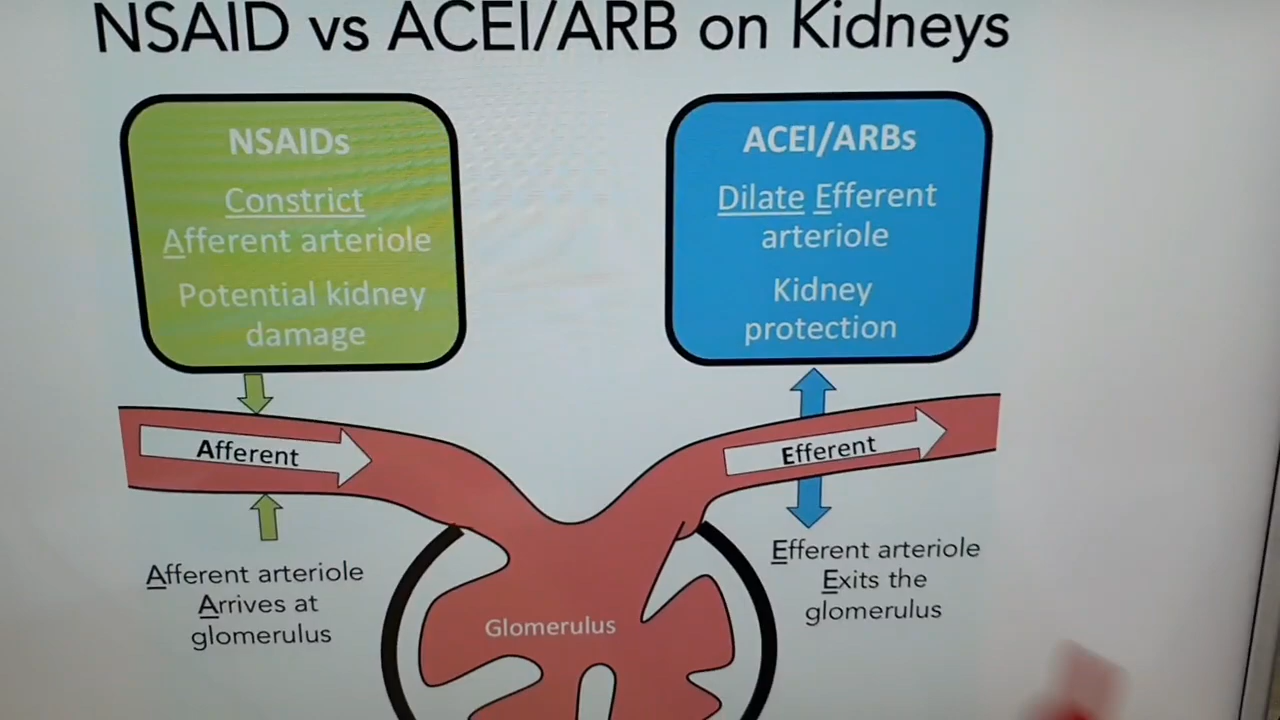 NSAID vs ACEI/ARB on Kidneys
NSAIDs
Constrict
Afferent arteriole
Potential kidney
damage
ACEI/ARBs
Dilate Efferent
arteriole
Kidney
protection
Afferent
Efferent
Afferent arteriole
Arrives at
glomerulus
Efferent arteriole
Exits the
glomerulus
Glomerulus